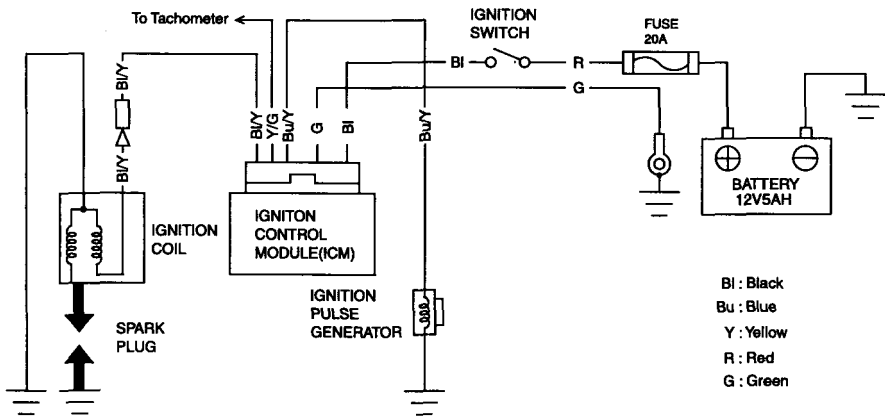 To Tachometer
IGNITION
SWITCH
FUSE
20A
Bl
R
G
Bl/Y
Bl/Y
Bl/Y
Y/G
Bu/Y
G
Bl
Bu/Y
IGNITION
COIL
IGNITON
CONTROL
MODULE(ICM)
BATTERY
12V5AH
IGNITION
PULSE
GENERATOR
SPARK
PLUG
Bl : Black
Bu : Blue
Y : Yellow
R : Red
G : Green